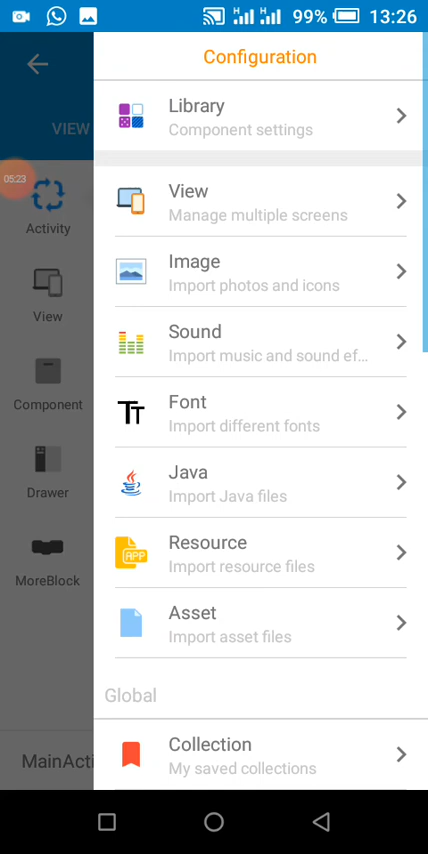 H H 99% 13:26
Configuration
VIEW
Library
Component settings
05:23
View
Manage multiple screens
Activity
Image
Import photos and icons
View
Sound
Import music and sound ef...
Component
Font
Import different fonts
Drawer
Java
Import Java files
MoreBlock
Resource
Import resource files
APP
Asset
Import asset files
Global
MainActi
Collection
My saved collections